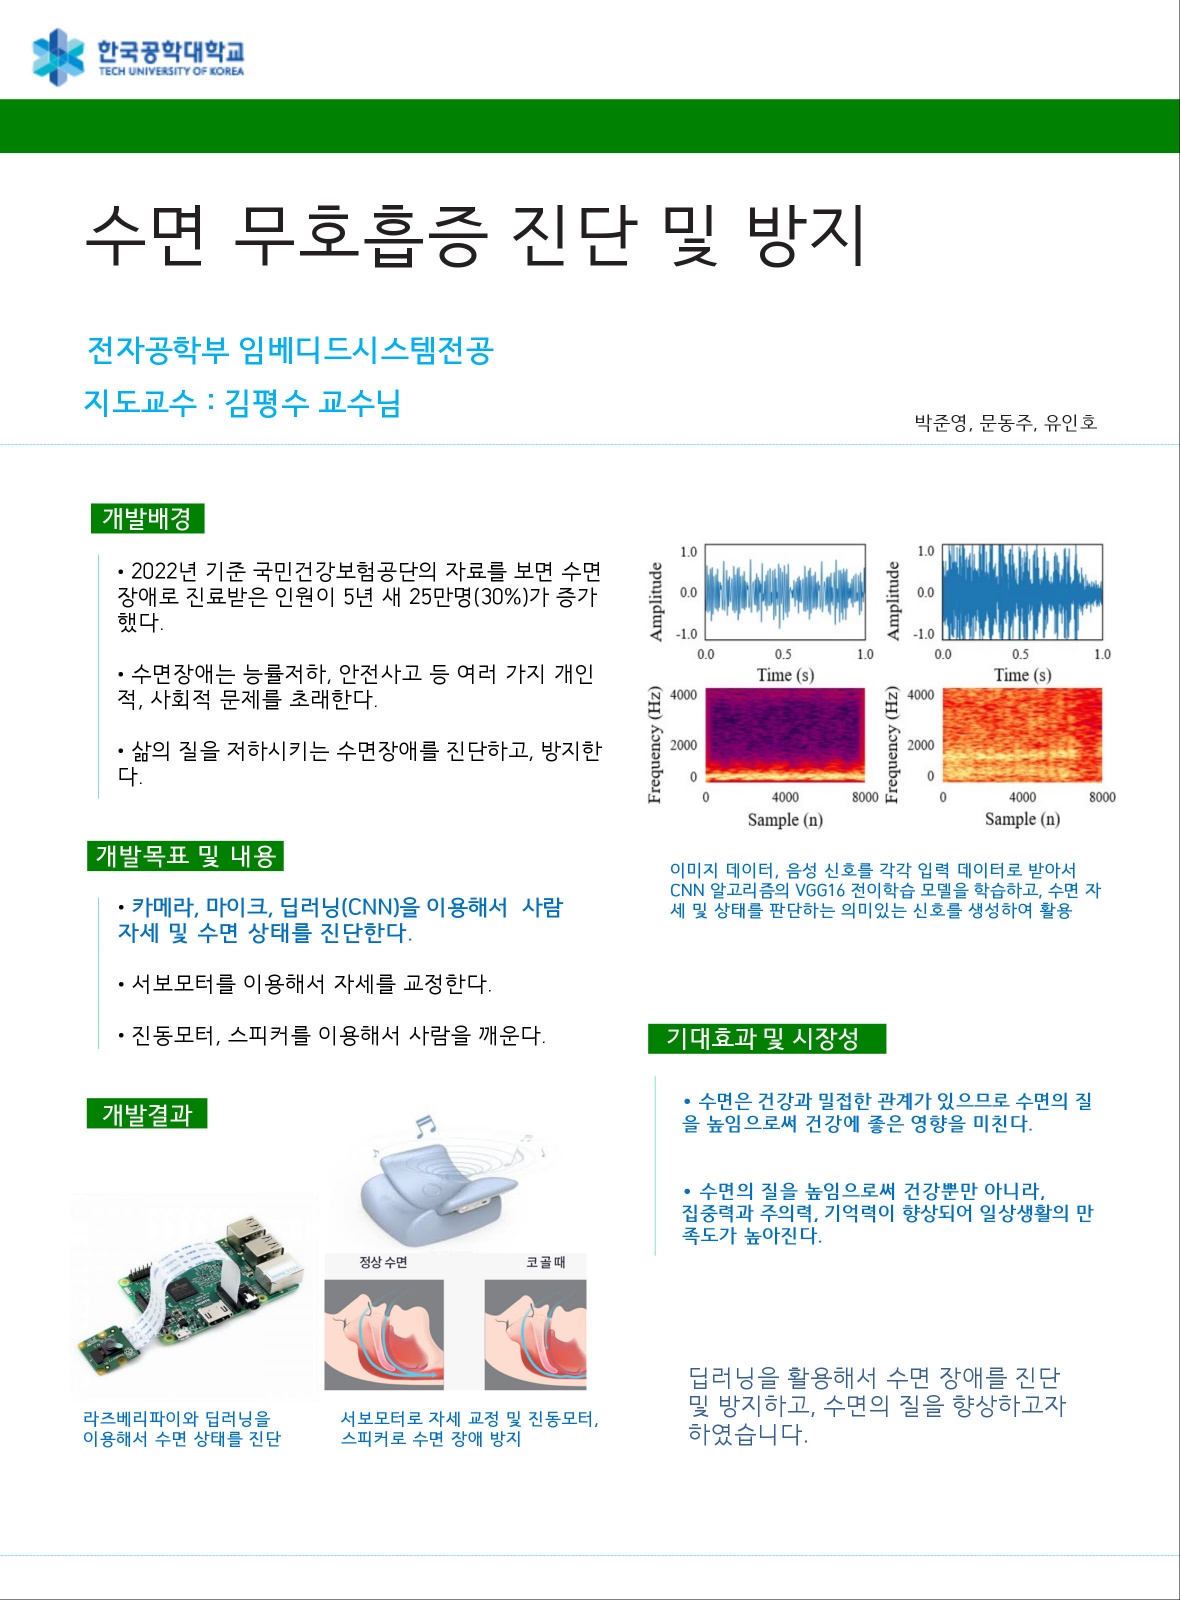 한국공학대학교
TECH UNIVERSITY OF KOREA
수면 무호흡증 진단 및 방지
전자공학부 임베디드시스템전공
지도교수 : 김평수 교수님
박준영, 문동주, 유인호
개발배경
• 2022년 기준 국민건강보험공단의 자료를 보면 수면
장애로 진료받은 인원이 5년 새 25만명(30%)가 증가
했다.
• 수면장애는 능률저하, 안전사고 등 여러 가지 개인
적, 사회적 문제를 초래한다.
• 삶의 질을 저하시키는 수면장애를 진단하고, 방지한
다.
개발목표 및 내용
• 카메라, 마이크, 딥러닝(CNN)을 이용해서 사람
자세 및 수면 상태를 진단한다.
• 서보모터를 이용해서 자세를 교정한다.
• 진동모터, 스피커를 이용해서 사람을 깨운다.
개발결과
정상 수면
코 골 때
라즈베리파이와 딥러닝을
이용해서 수면 상태를 진단
서보모터로 자세 교정 및 진동모터,
스피커로 수면 장애 방지
Amplitude
1.0
0.0
-1.0
0.0 0.5 1.0
Time (s)
Amplitude
1.0
0.0
-1.0
0.0 0.5 1.0
Time (s)
Frequency (Hz)
4000
2000
0
0 4000 8000
Sample (n)
Frequency (Hz)
4000
2000
0
0 4000 8000
Sample (n)
이미지 데이터, 음성 신호를 각각 입력 데이터로 받아서
CNN 알고리즘의 VGG16 전이학습 모델을 학습하고, 수면 자
세 및 상태를 판단하는 의미있는 신호를 생성하여 활용
기대효과 및 시장성
• 수면은 건강과 밀접한 관계가 있으므로 수면의 질
을 높임으로써 건강에 좋은 영향을 미친다.
• 수면의 질을 높임으로써 건강뿐만 아니라,
집중력과 주의력, 기억력이 향상되어 일상생활의 만
족도가 높아진다.
딥러닝을 활용해서 수면 장애를 진단
및 방지하고, 수면의 질을 향상하고자
하였습니다.